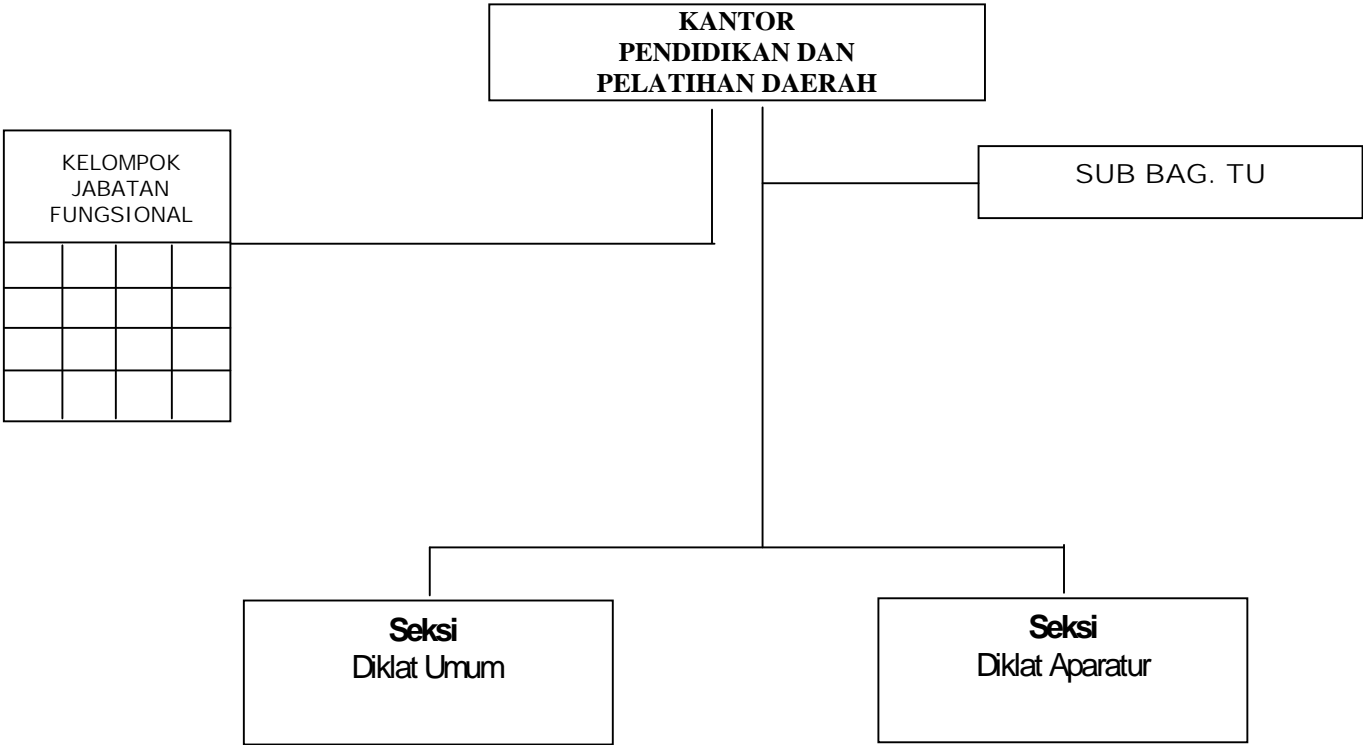 KANTOR
PENDIDIKAN DAN
PELATIHAN DAERAH
KELOMPOK
JABATAN
FUNGSIONAL
SUB BAG. TU
Seksi
Diklat Umum
Seksi
Diklat Aparatur